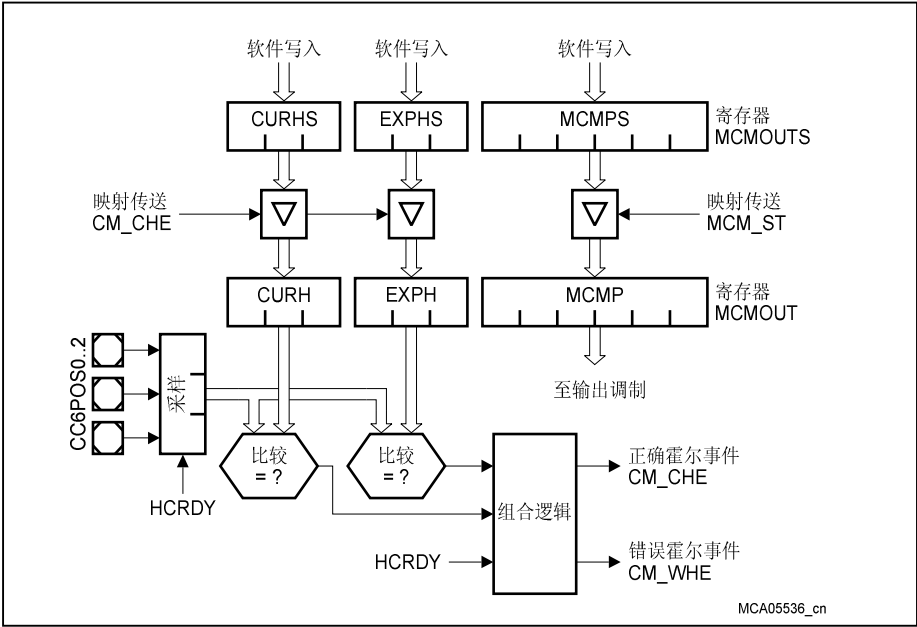 软件写入
软件写入
软件写入
CURHS
EXPHS
MCMPS
寄存器
MCMOUTS
映射传送
CM_CHE
映射传送
MCM_ST
CURH
EXPH
MCMP
寄存器
MCMOUT
CC6POS0..2
采样
至输出调制
比较
= ?
比较
= ?
HCRDY
组合逻辑
正确霍尔事件
CM_CHE
HCRDY
错误霍尔事件
CM_WHE
MCA05536_cn